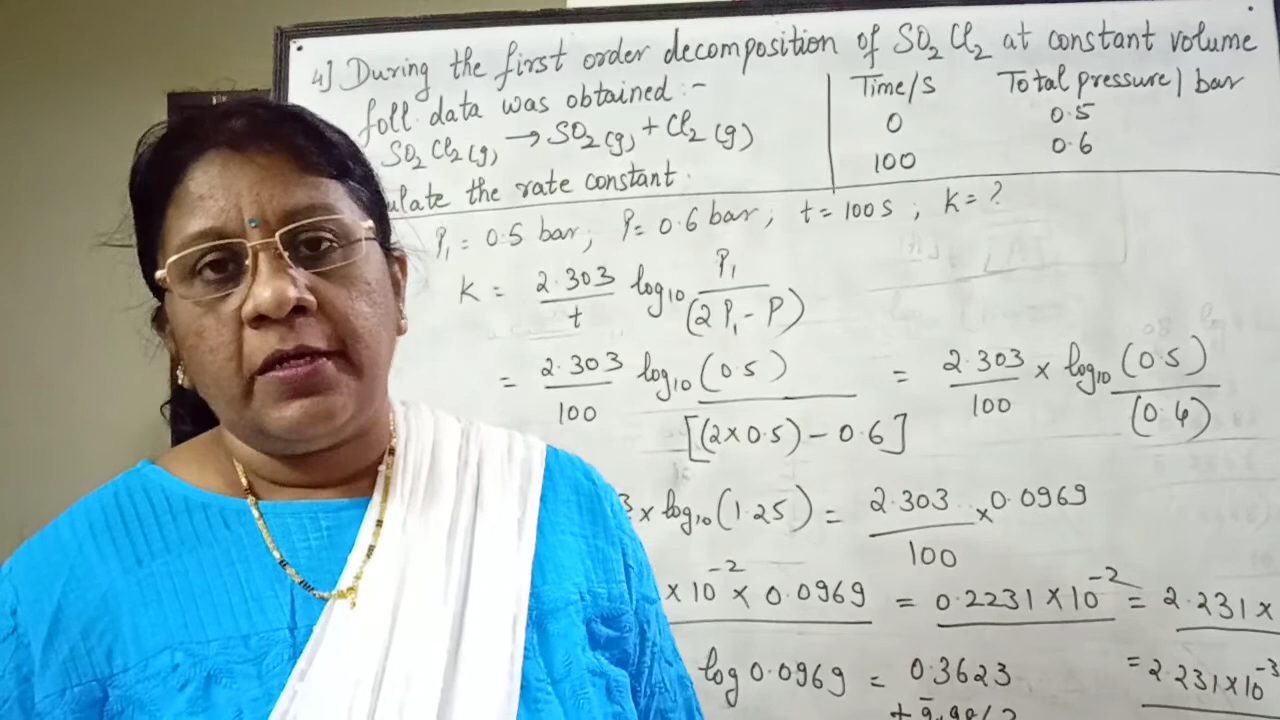 4] During the first order decomposition of SO₂Cl₂ at constant volume
foll. data was obtained :-
SO₂Cl₂(g) → SO₂(g) + Cl₂(g)
ulate the rate constant.
Time/s Total pressure/bar
0 0.5
100 0.6
P₁ = 0.5 bar; P = 0.6 bar; t = 100 s ; k = ?
K = 2.303/t log₁₀ P₁/(2P₁ - P)
= 2.303/100 log₁₀ (0.5)/[(2×0.5) - 0.6] = 2.303/100 × log₁₀ (0.5)/(0.4)
3 × log₁₀(1.25) = 2.303/100 × 0.0969
× 10⁻² × 0.0969 = 0.2231 × 10⁻² = 2.231 ×
log 0.0969 = 0.3623
= 2.231 × 10⁻³